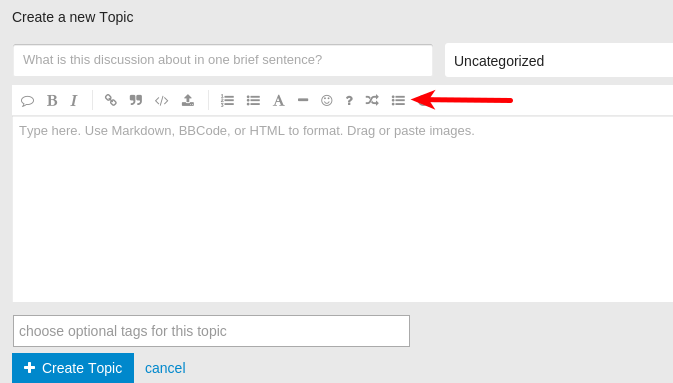 Create a new Topic
What is this discussion about in one brief sentence?
Uncategorized
B I </> A ?
Type here. Use Markdown, BBCode, or HTML to format. Drag or paste images.
choose optional tags for this topic
+ Create Topic
cancel